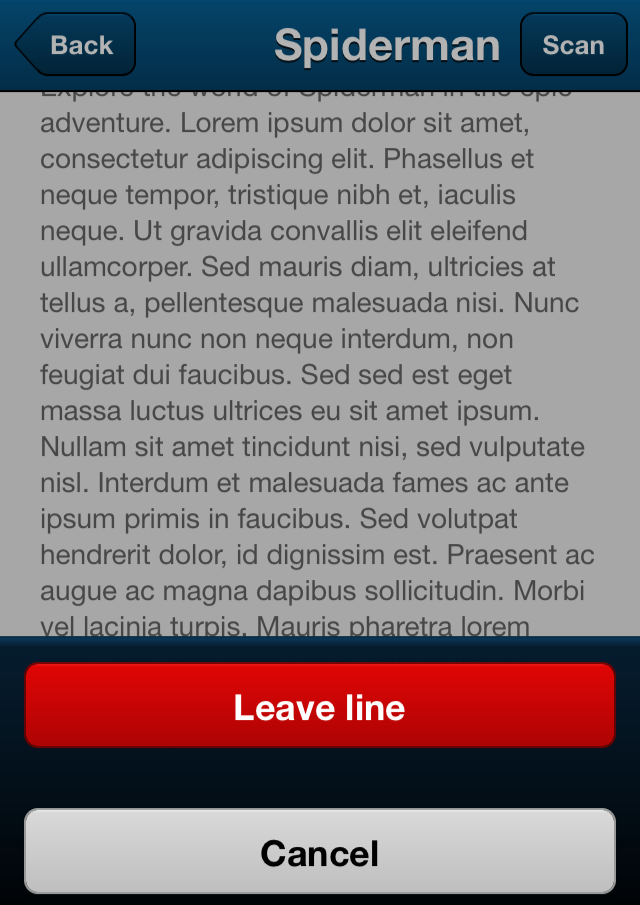 Back
Spiderman
Scan
Explore the world of Spiderman in the epic
adventure. Lorem ipsum dolor sit amet,
consectetur adipiscing elit. Phasellus et
neque tempor, tristique nibh et, iaculis
neque. Ut gravida convallis elit eleifend
ullamcorper. Sed mauris diam, ultricies at
tellus a, pellentesque malesuada nisi. Nunc
viverra nunc non neque interdum, non
feugiat dui faucibus. Sed sed est eget
massa luctus ultrices eu sit amet ipsum.
Nullam sit amet tincidunt nisi, sed vulputate
nisl. Interdum et malesuada fames ac ante
ipsum primis in faucibus. Sed volutpat
hendrerit dolor, id dignissim est. Praesent ac
augue ac magna dapibus sollicitudin. Morbi
vel lacinia turpis. Mauris pharetra lorem
Leave line
Cancel